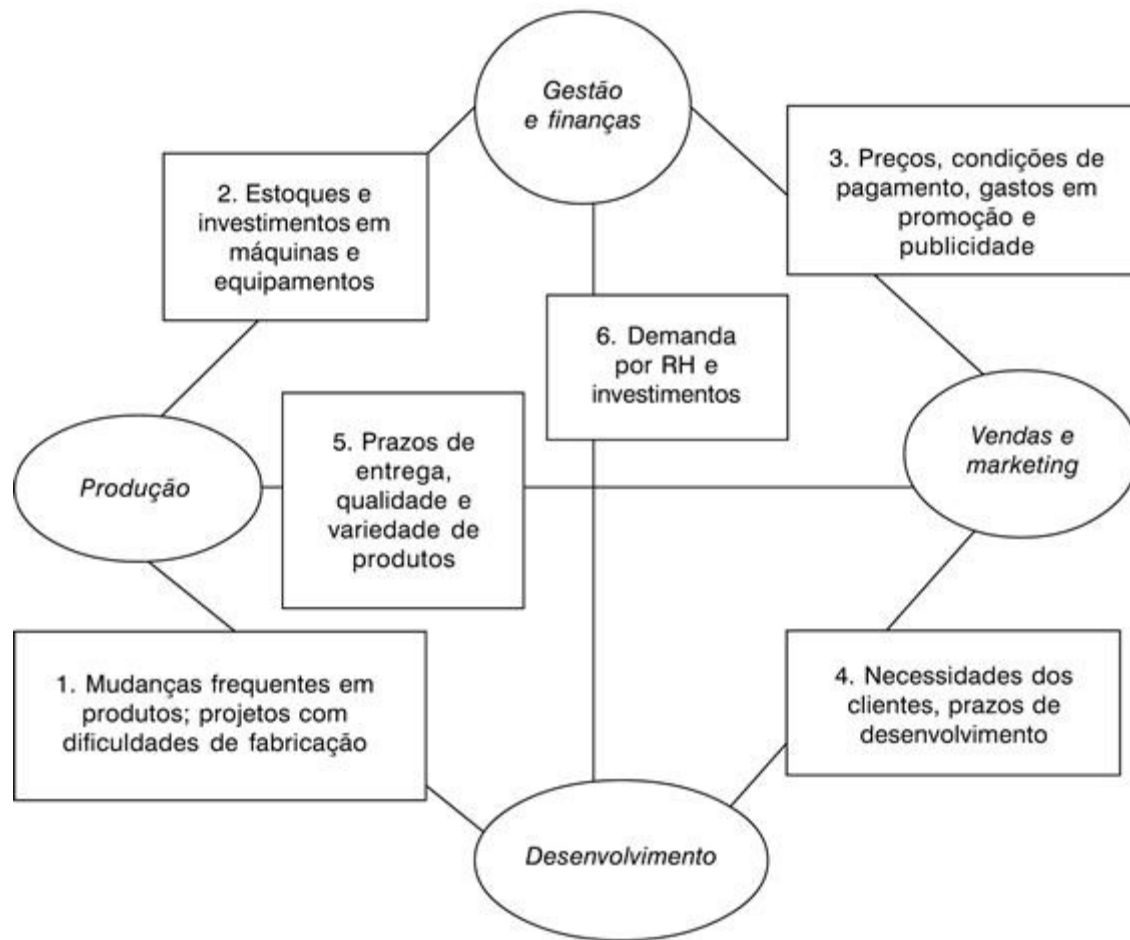 Gestão
e finanças
3. Preços, condições de
pagamento, gastos em
promoção e
publicidade
2. Estoques e
investimentos em
máquinas e
equipamentos
6. Demanda
por RH e
investimentos
Vendas e
marketing
5. Prazos de
entrega,
qualidade e
variedade de
produtos
Produção
1. Mudanças frequentes em
produtos; projetos com
dificuldades de fabricação
4. Necessidades dos
clientes, prazos de
desenvolvimento
Desenvolvimento